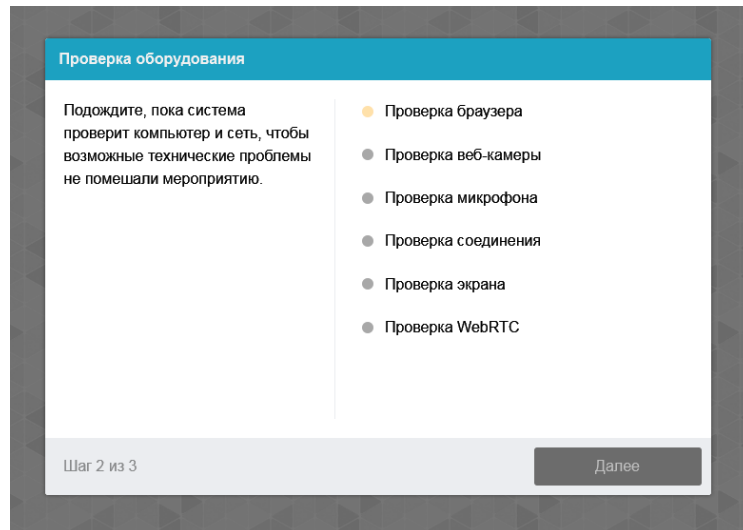 Проверка оборудования
Подождите, пока система
проверит компьютер и сеть, чтобы
возможные технические проблемы
не помешали мероприятию.
Проверка браузера
Проверка веб-камеры
Проверка микрофона
Проверка соединения
Проверка экрана
Проверка WebRTC
Шаг 2 из 3
Далее